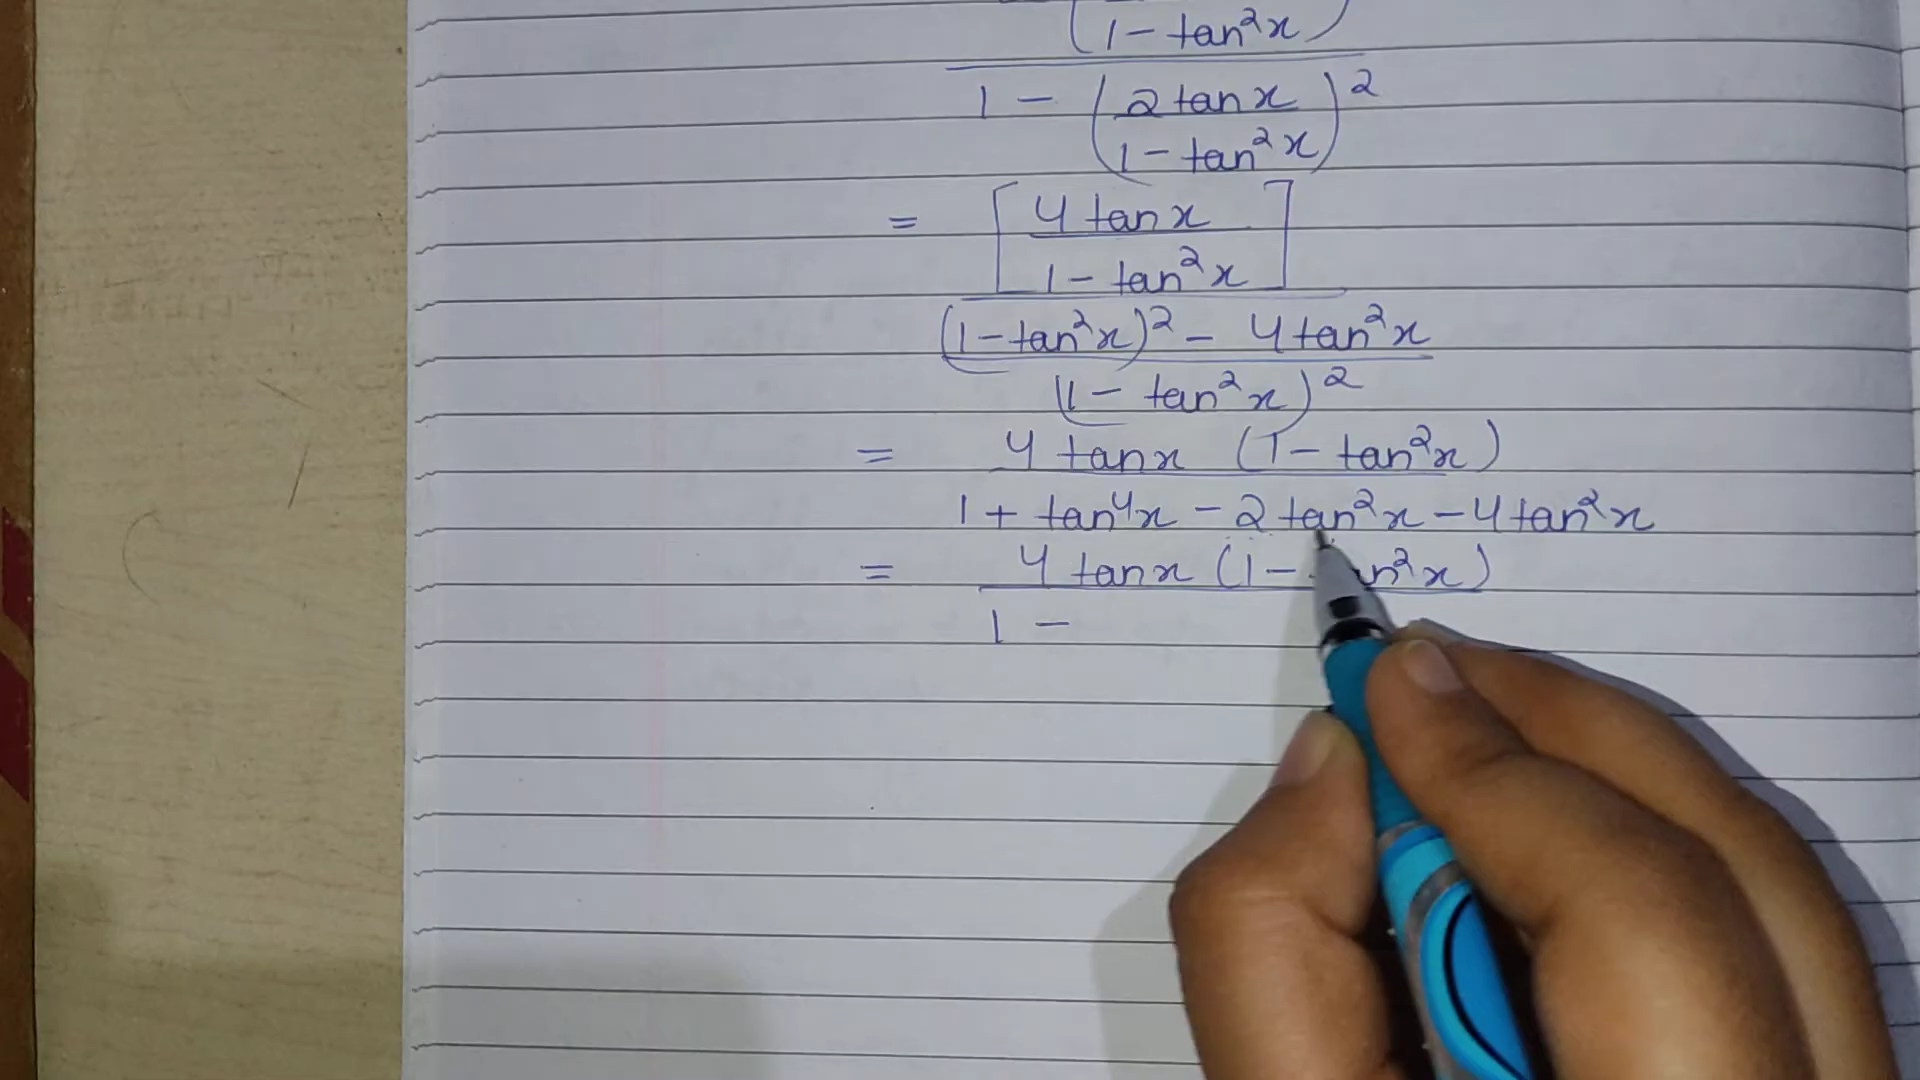 (1 - tan²x)
1 - (2 tan x)²
(1 - tan²x)
= [4 tan x]
[1 - tan²x]
(1 - tan²x)² - 4 tan²x
(1 - tan²x)²
= 4 tan x (1 - tan²x)
1 + tan⁴x - 2 tan²x - 4 tan²x
= 4 tan x (1 - an²x)
1 -